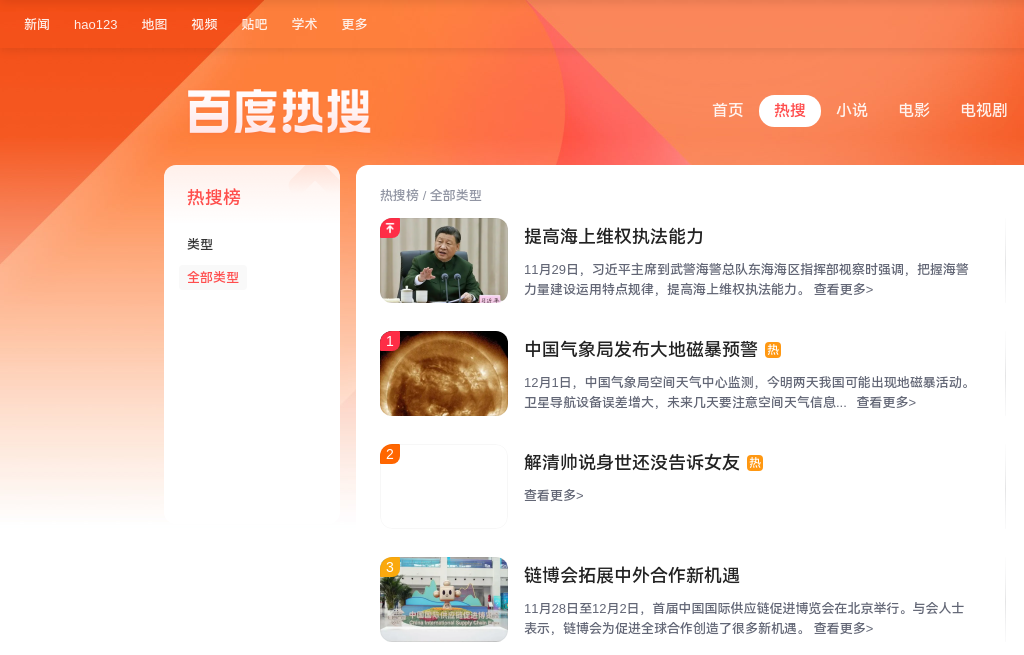 新闻 hao123 地图 视频 贴吧 学术 更多
百度热搜
首页 热搜 小说 电影 电视剧
热搜榜
类型
全部类型
热搜榜 / 全部类型
提高海上维权执法能力
11月29日，习近平主席到武警海警总队东海海区指挥部视察时强调，把握海警
力量建设运用特点规律，提高海上维权执法能力。 查看更多>
1
中国气象局发布大地磁暴预警 热
12月1日，中国气象局空间天气中心监测，今明两天我国可能出现地磁暴活动。
卫星导航设备误差增大，未来几天要注意空间天气信息... 查看更多>
2
解清帅说身世还没告诉女友 热
查看更多>
3
中国国际供应链促进博
China International Supply Chain
链博会拓展中外合作新机遇
11月28日至12月2日，首届中国国际供应链促进博览会在北京举行。与会人士
表示，链博会为促进全球合作创造了很多新机遇。 查看更多>